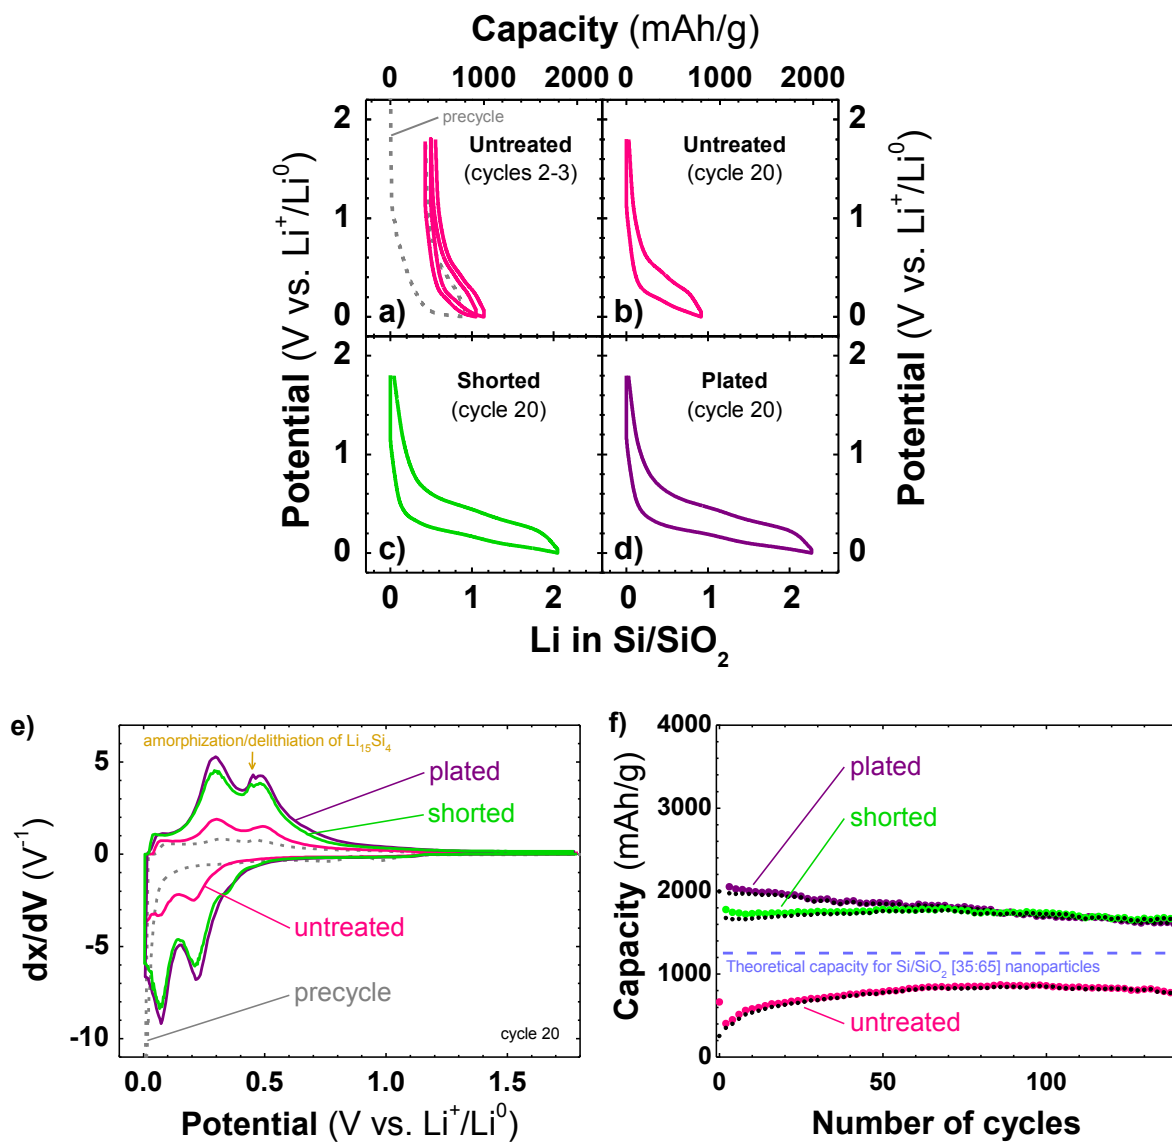 Capacity (mAh/g)
0 1000 2000 0 1000 2000
2
precycle
Untreated
(cycles 2-3)
Untreated
(cycle 20)
2
1
1
0
a)
b)
0
Potential (V vs. Li⁺/Li⁰)
Potential (V vs. Li⁺/Li⁰)
2
Shorted
(cycle 20)
Plated
(cycle 20)
2
1
1
0
c)
d)
0
0 1 2 0 1 2
Li in Si/SiO₂
e)
amorphization/delithiation of Li₁₅Si₄
5
plated
shorted
0
untreated
-5
precycle
-10
cycle 20
dx/dV (V⁻¹)
0.0 0.5 1.0 1.5
Potential (V vs. Li⁺/Li⁰)
f)
4000
plated
3000
shorted
2000
Theoretical capacity for Si/SiO₂ [35:65] nanoparticles
1000
untreated
0
Capacity (mAh/g)
0 50 100
Number of cycles